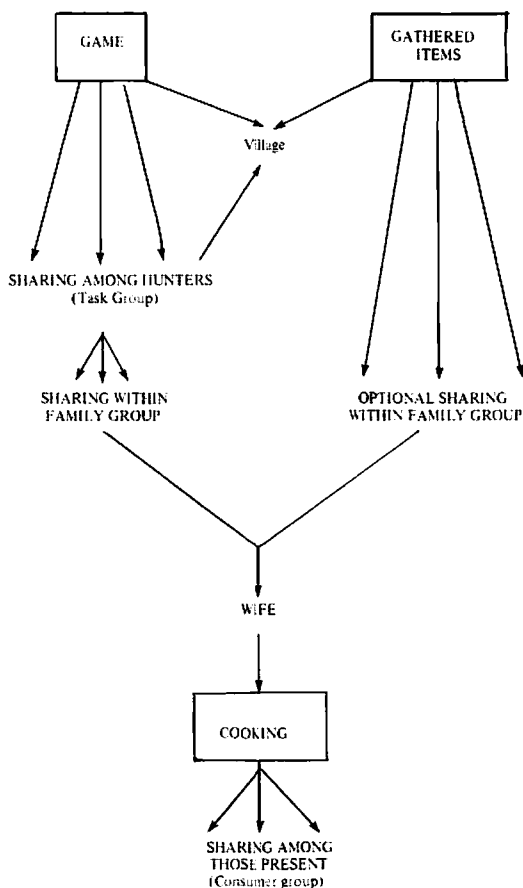 GAME
GATHERED
ITEMS
Village
SHARING AMONG HUNTERS
(Task Group)
SHARING WITHIN
FAMILY GROUP
OPTIONAL SHARING
WITHIN FAMILY GROUP
WIFE
COOKING
SHARING AMONG
THOSE PRESENT
(Consumer group)